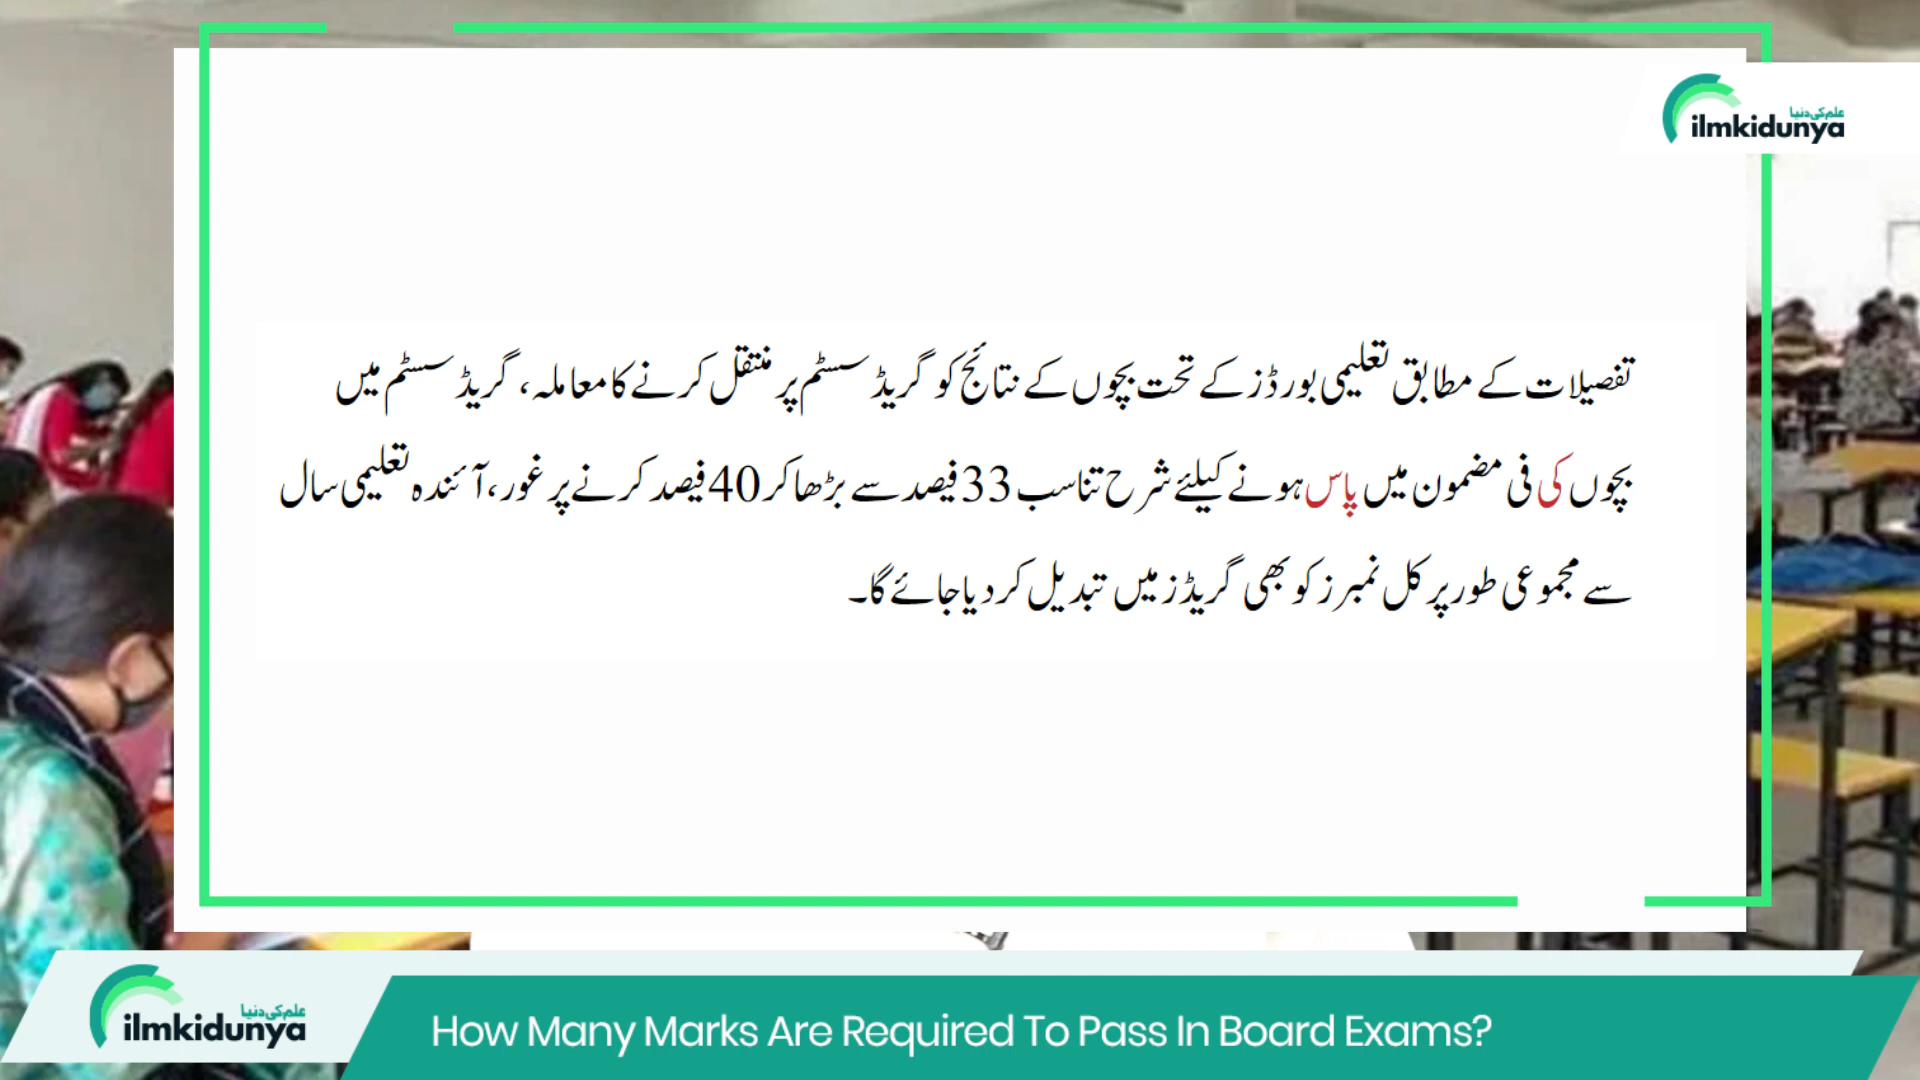 علم کی دنیا
ilmkidunya
تفصیلات کے مطابق تعلیمی بورڈز کے تحت بچوں کے نتائج کو گریڈ سسٹم پر منتقل کرنے کا معاملہ، گریڈ سسٹم میں
بچوں کی فی مضمون میں پاس ہونے کیلئے شرح تناسب 33 فیصد سے بڑھا کر 40 فیصد کرنے پر غور، آئندہ تعلیمی سال
سے مجموعی طور پر کل نمبرز کو بھی گریڈز میں تبدیل کر دیا جائے گا۔
علم کی دنیا
ilmkidunya
How Many Marks Are Required To Pass In Board Exams?